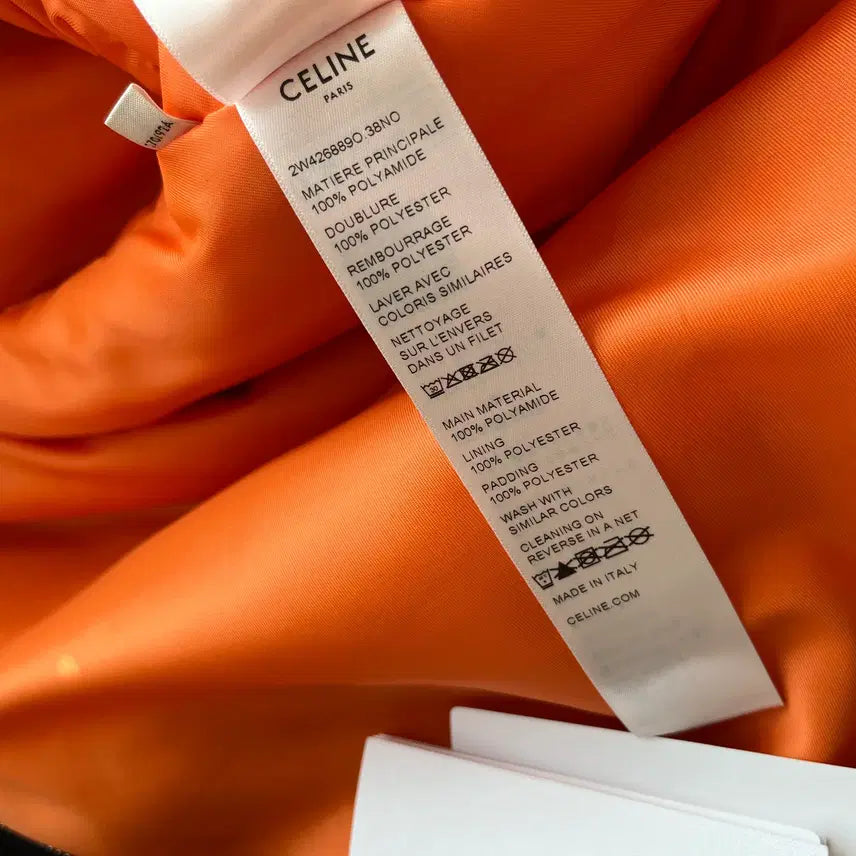 CELINE
PARIS
2W426889O.38NO
MATIERE PRINCIPALE
100% POLYAMIDE
DOUBLURE
100% POLYESTER
REMBOURRAGE
100% POLYESTER
LAVER AVEC
COLORIS SIMILAIRES
NETTOYAGE
SUR L'ENVERS
DANS UN FILET
30
MAIN MATERIAL
100% POLYAMIDE
LINING
100% POLYESTER
PADDING
100% POLYESTER
WASH WITH
SIMILAR COLORS
CLEANING ON
REVERSE IN A NET
MADE IN ITALY
CELINE.COM